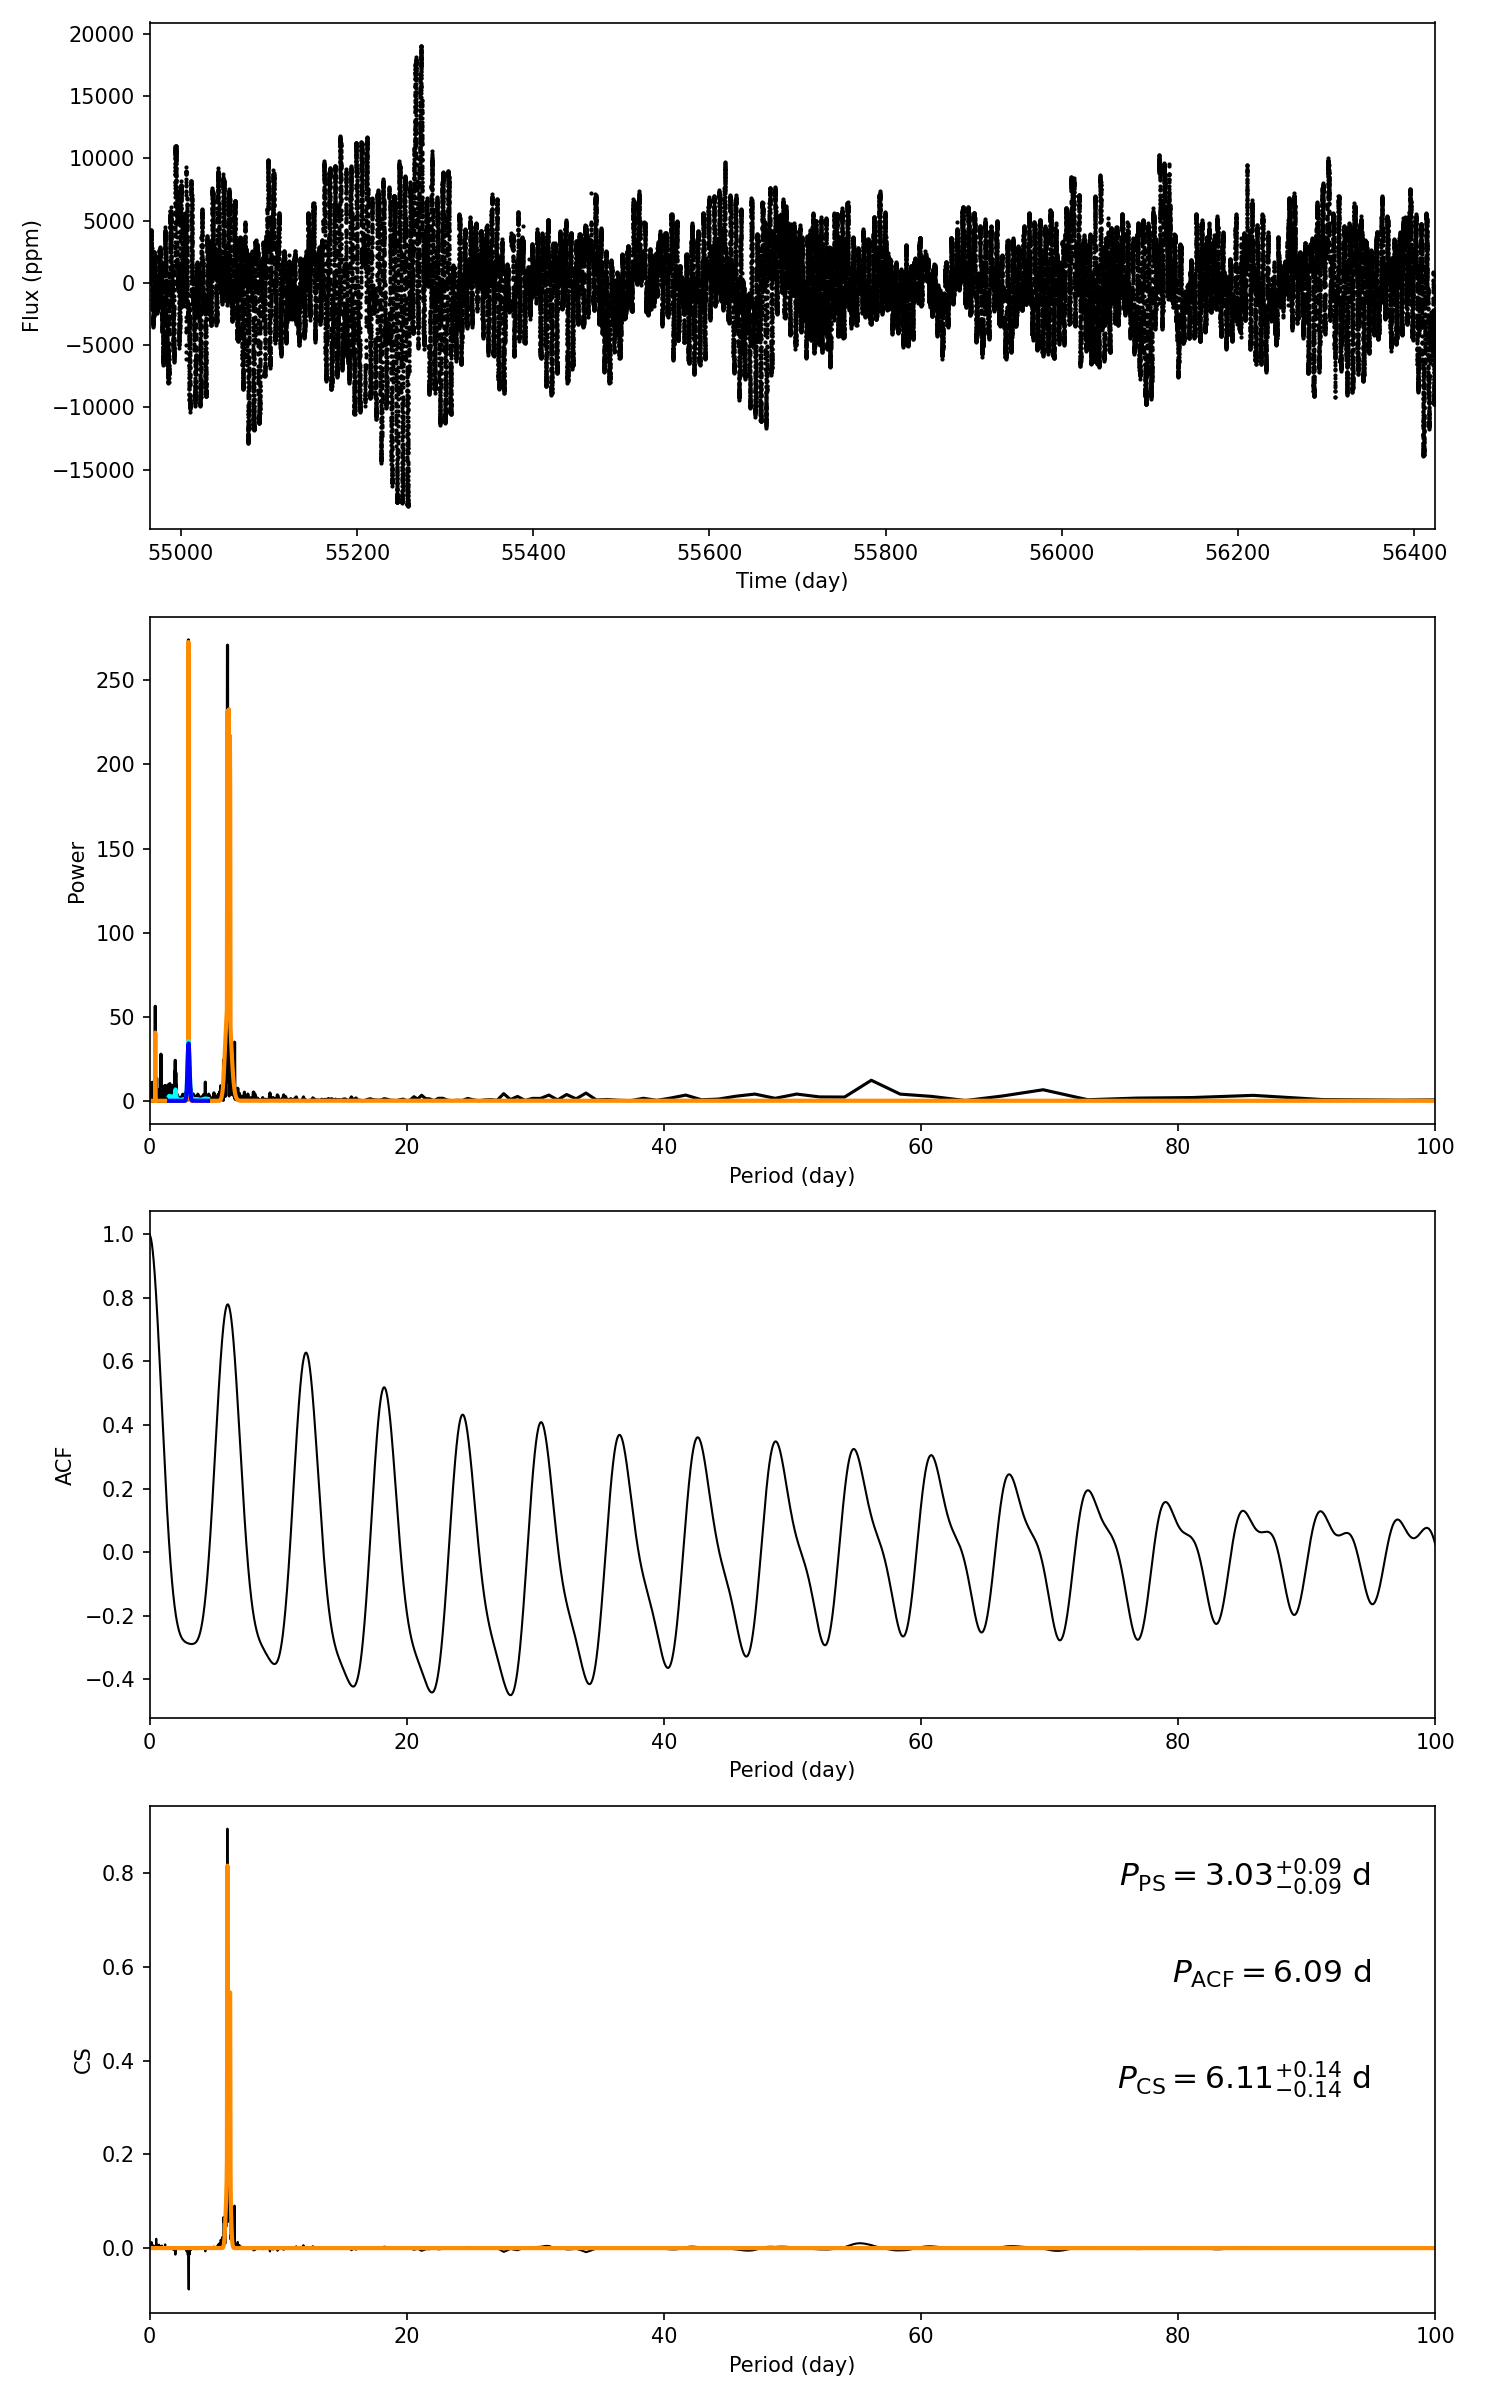 20000
15000
10000
5000
0
−5000
−10000
−15000
Flux (ppm)
55000 55200 55400 55600 55800 56000 56200 56400
Time (day)
250
200
150
100
50
0
Power
0 20 40 60 80 100
Period (day)
1.0
0.8
0.6
0.4
0.2
0.0
−0.2
−0.4
ACF
0 20 40 60 80 100
Period (day)
0.8
0.6
0.4
0.2
0.0
CS
P_PS = 3.03 +0.09 −0.09 d
P_ACF = 6.09 d
P_CS = 6.11 +0.14 −0.14 d
0 20 40 60 80 100
Period (day)